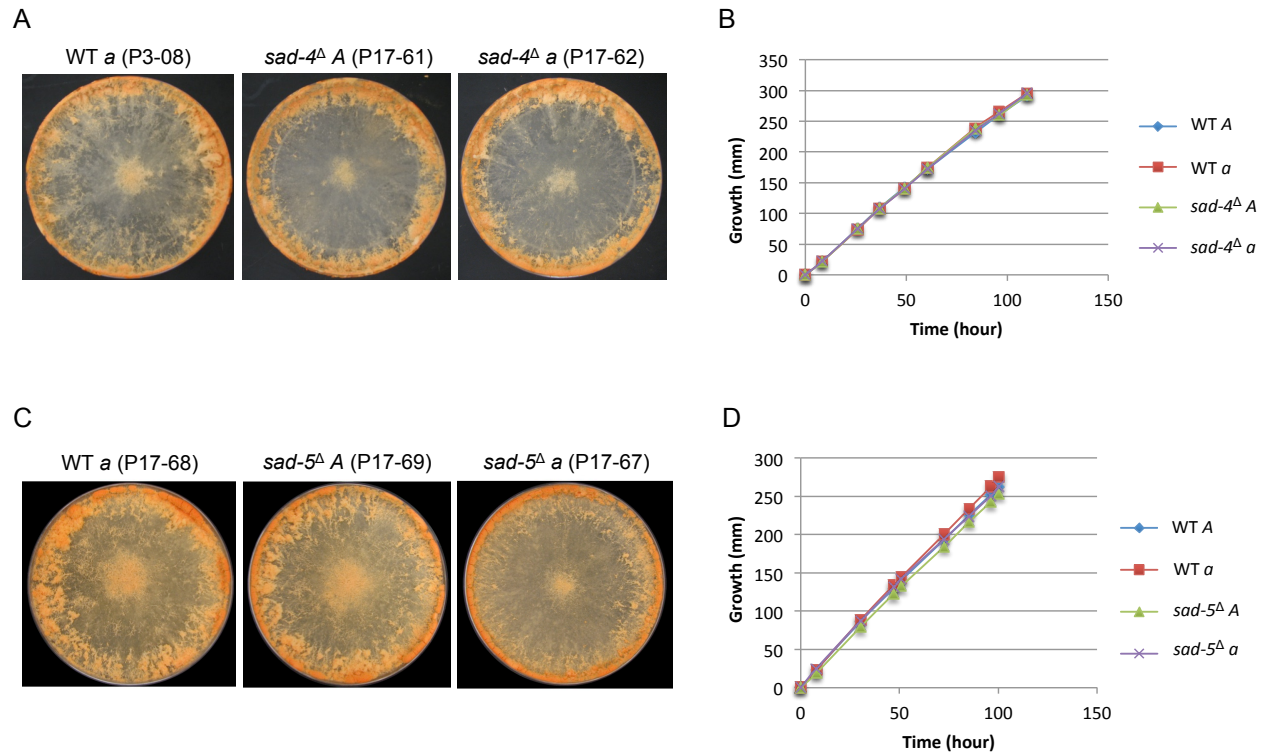 A
WT a (P3-08)
sad-4Δ A (P17-61)
sad-4Δ a (P17-62)
B
350
300
250
200
150
100
50
0
Growth (mm)
0
50
100
150
Time (hour)
WT A
WT a
sad-4Δ A
sad-4Δ a
C
WT a (P17-68)
sad-5Δ A (P17-69)
sad-5Δ a (P17-67)
D
300
250
200
150
100
50
0
Growth (mm)
0
50
100
150
Time (hour)
WT A
WT a
sad-5Δ A
sad-5Δ a